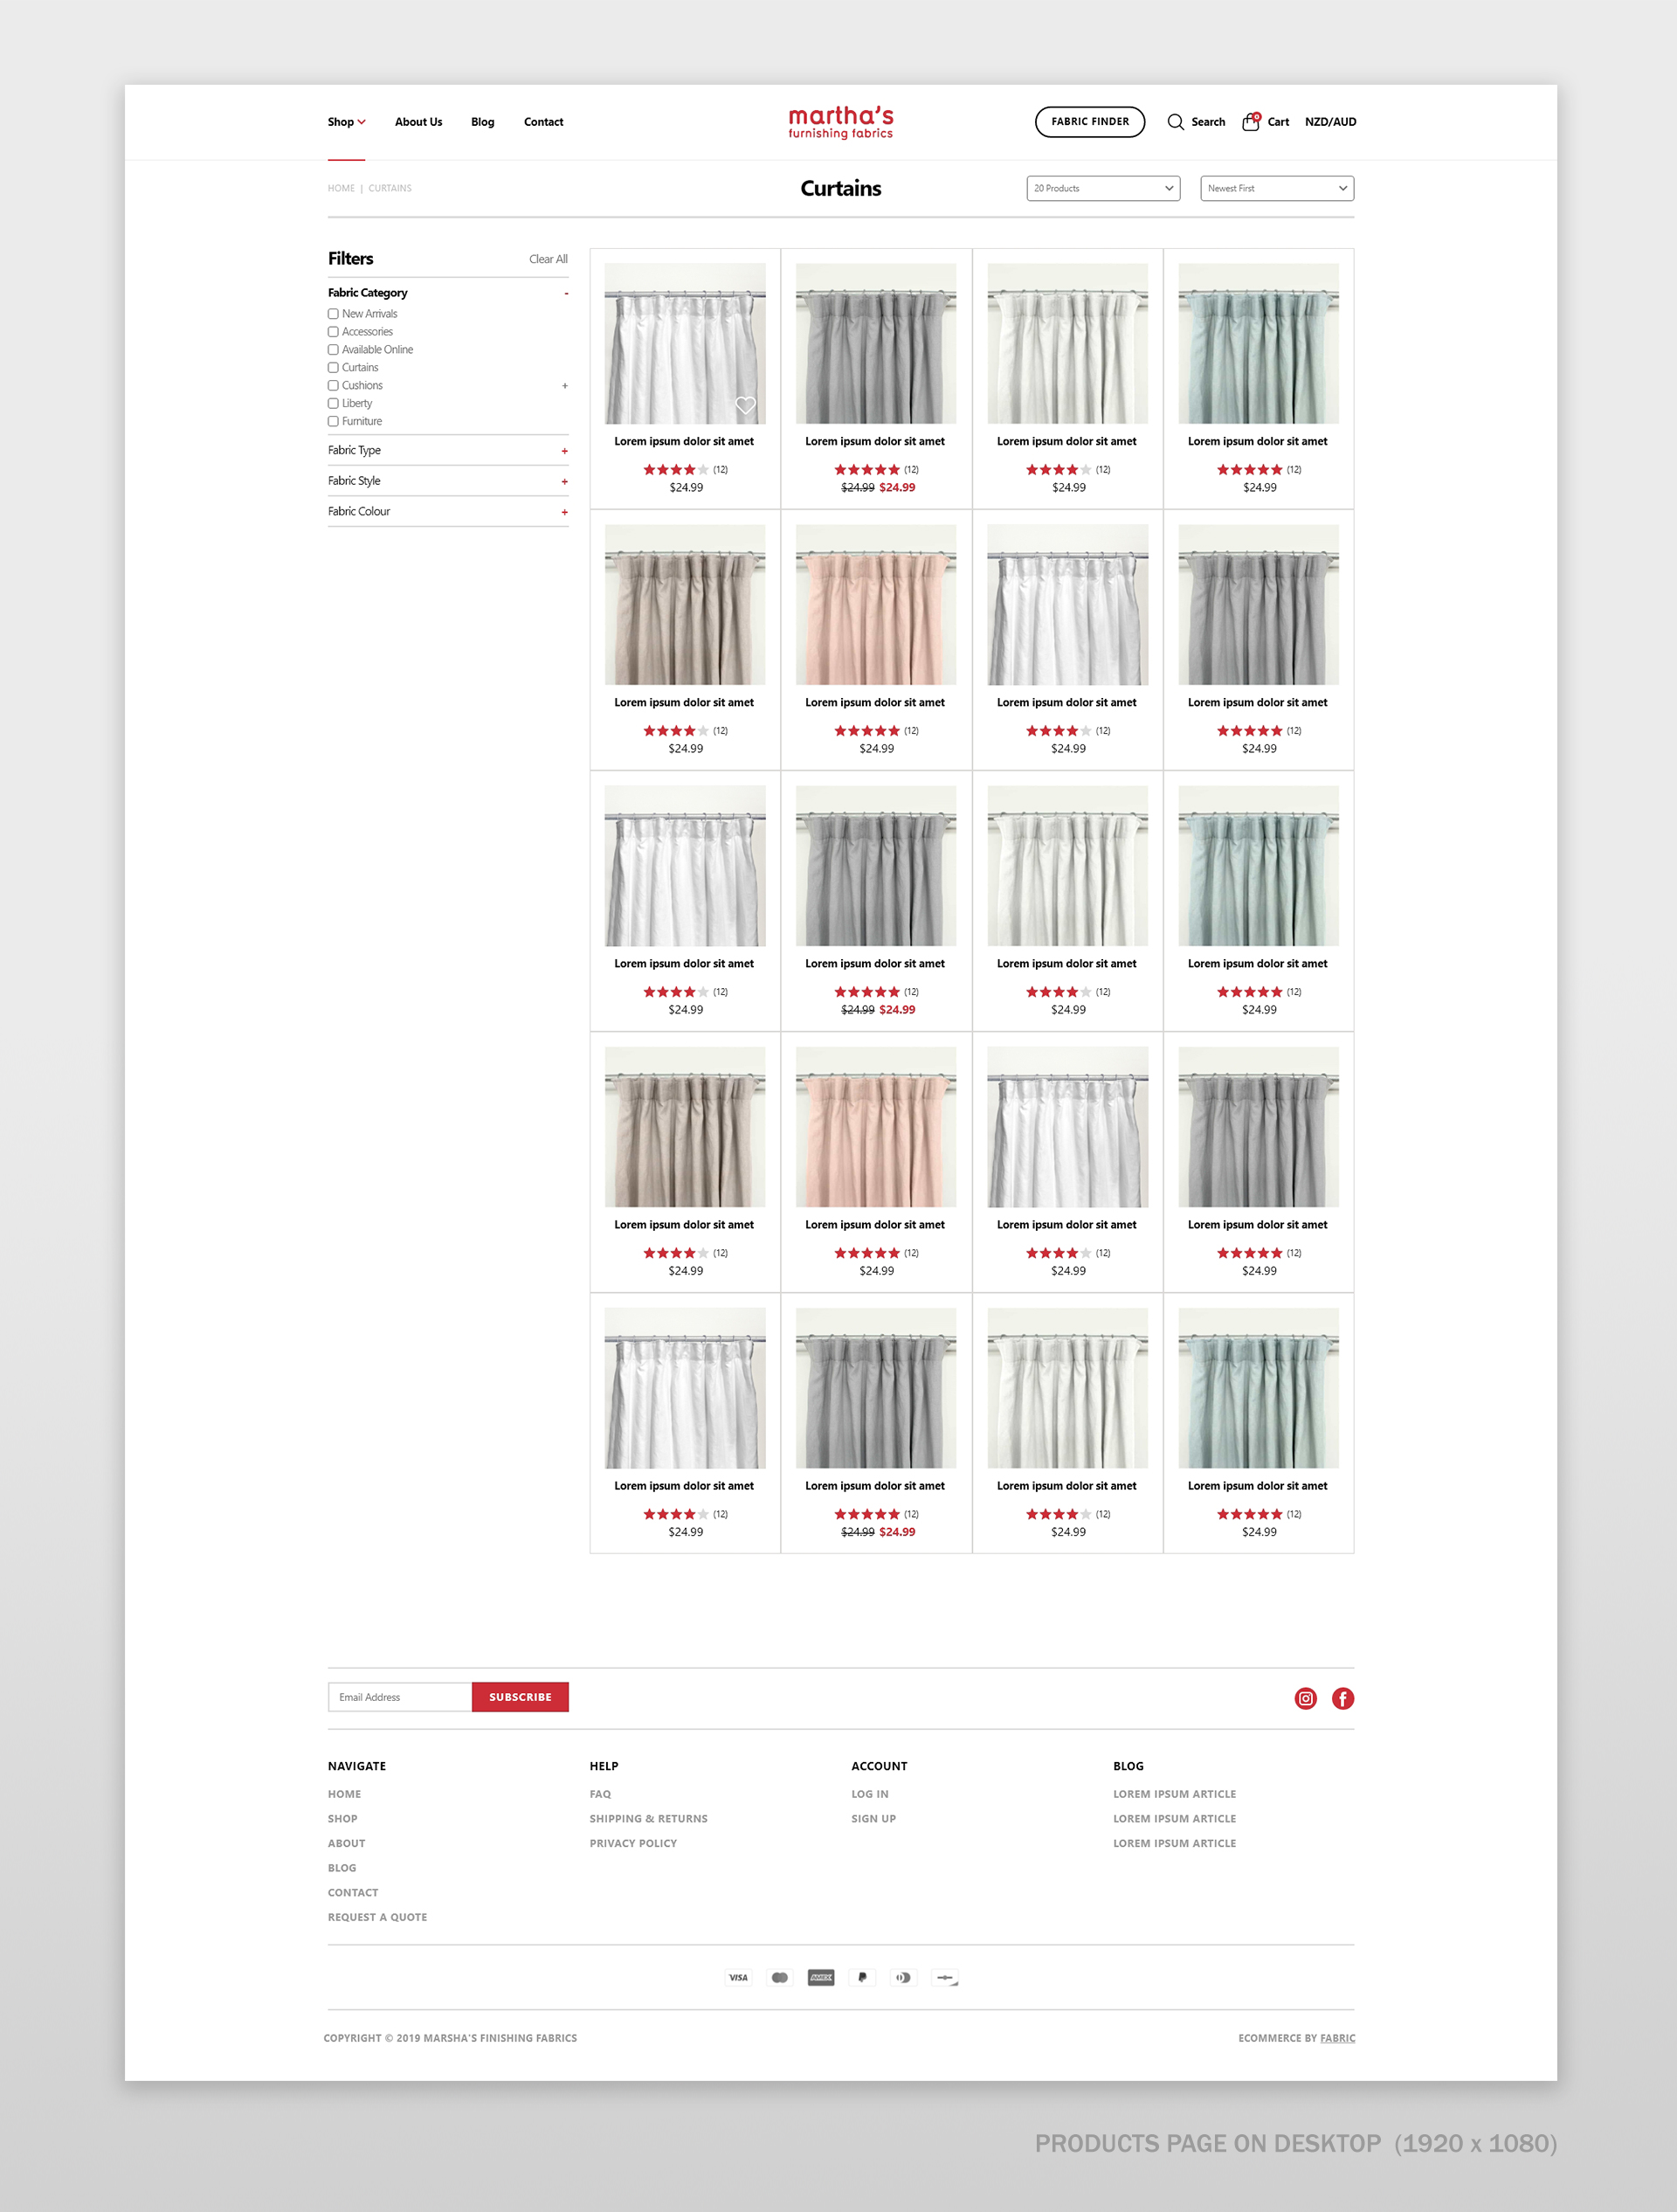 Shop About Us Blog Contact
martha's
furnishing fabrics
FABRIC FINDER Search 0 Cart NZD/AUD
HOME | CURTAINS
Curtains
20 Products Newest First
Filters Clear All
Fabric Category -
New Arrivals
Accessories
Available Online
Curtains
Cushions +
Liberty
Furniture
Fabric Type +
Fabric Style +
Fabric Colour +
Lorem ipsum dolor sit amet Lorem ipsum dolor sit amet Lorem ipsum dolor sit amet Lorem ipsum dolor sit amet
(12) (12) (12) (12)
$24.99 $24.99 $24.99 $24.99 $24.99
Lorem ipsum dolor sit amet Lorem ipsum dolor sit amet Lorem ipsum dolor sit amet Lorem ipsum dolor sit amet
(12) (12) (12) (12)
$24.99 $24.99 $24.99 $24.99
Lorem ipsum dolor sit amet Lorem ipsum dolor sit amet Lorem ipsum dolor sit amet Lorem ipsum dolor sit amet
(12) (12) (12) (12)
$24.99 $24.99 $24.99 $24.99 $24.99
Lorem ipsum dolor sit amet Lorem ipsum dolor sit amet Lorem ipsum dolor sit amet Lorem ipsum dolor sit amet
(12) (12) (12) (12)
$24.99 $24.99 $24.99 $24.99
Lorem ipsum dolor sit amet Lorem ipsum dolor sit amet Lorem ipsum dolor sit amet Lorem ipsum dolor sit amet
(12) (12) (12) (12)
$24.99 $24.99 $24.99 $24.99 $24.99
Email Address SUBSCRIBE
NAVIGATE
HOME
SHOP
ABOUT
BLOG
CONTACT
REQUEST A QUOTE
HELP
FAQ
SHIPPING & RETURNS
PRIVACY POLICY
ACCOUNT
LOG IN
SIGN UP
BLOG
LOREM IPSUM ARTICLE
LOREM IPSUM ARTICLE
LOREM IPSUM ARTICLE
VISA AMEX
COPYRIGHT © 2019 MARSHA'S FINISHING FABRICS
ECOMMERCE BY FABRIC
PRODUCTS PAGE ON DESKTOP (1920 x 1080)